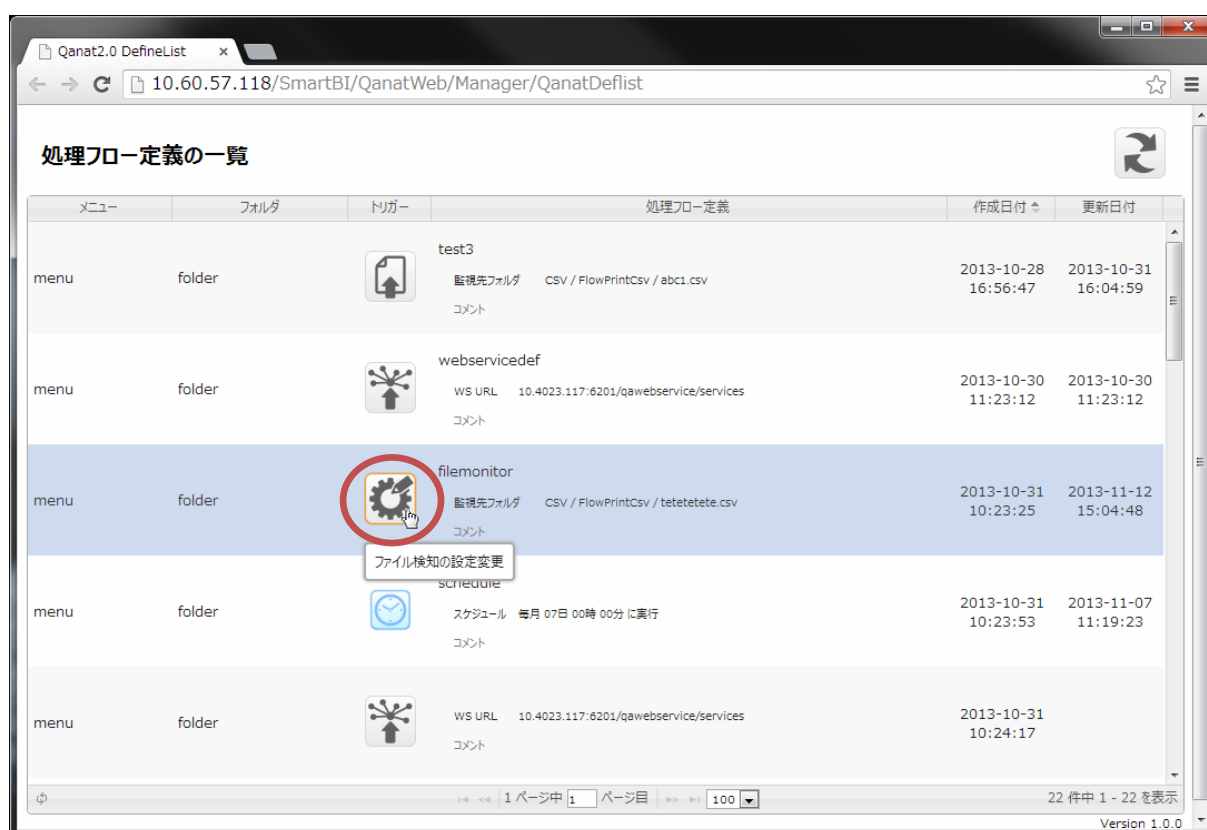 Qanat2.0 DefineList
10.60.57.118/SmartBI/QanatWeb/Manager/QanatDeflist
処理フロー定義の一覧
メニュー フォルダ トリガー 処理フロー定義 作成日付 更新日付
test3
menu folder 監視先フォルダ CSV / FlowPrintCsv / abc1.csv 2013-10-28 16:56:47 2013-10-31 16:04:59
コメント
webservicedef
menu folder WS URL 10.4023.117:6201/qawebservice/services 2013-10-30 11:23:12 2013-10-30 11:23:12
コメント
filemonitor
menu folder 監視先フォルダ CSV / FlowPrintCsv / tetetetete.csv 2013-10-31 10:23:25 2013-11-12 15:04:48
コメント
ファイル検知の設定変更
schedule
menu folder スケジュール 毎月 07日 00時 00分 に実行 2013-10-31 10:23:53 2013-11-07 11:19:23
コメント
menu folder WS URL 10.4023.117:6201/qawebservice/services 2013-10-31 10:24:17
コメント
1 ページ中 1 ページ目 100 22 件中 1 - 22 を表示
Version 1.0.0